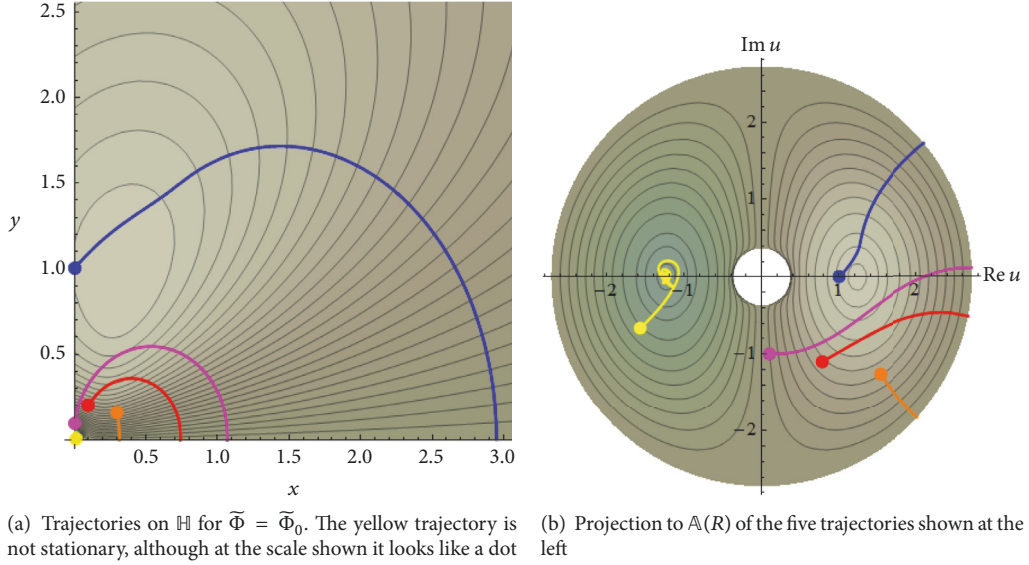 2.5
2.0
1.5
y
1.0
0.5
0.5
1.0
1.5
2.0
2.5
3.0
x
Im u
2
1
−2
−1
1
2
Re u
−1
−2
(a) Trajectories on ℍ for Φ̃ = Φ̃₀. The yellow trajectory is
not stationary, although at the scale shown it looks like a dot
(b) Projection to 𝔸(R) of the five trajectories shown at the
left